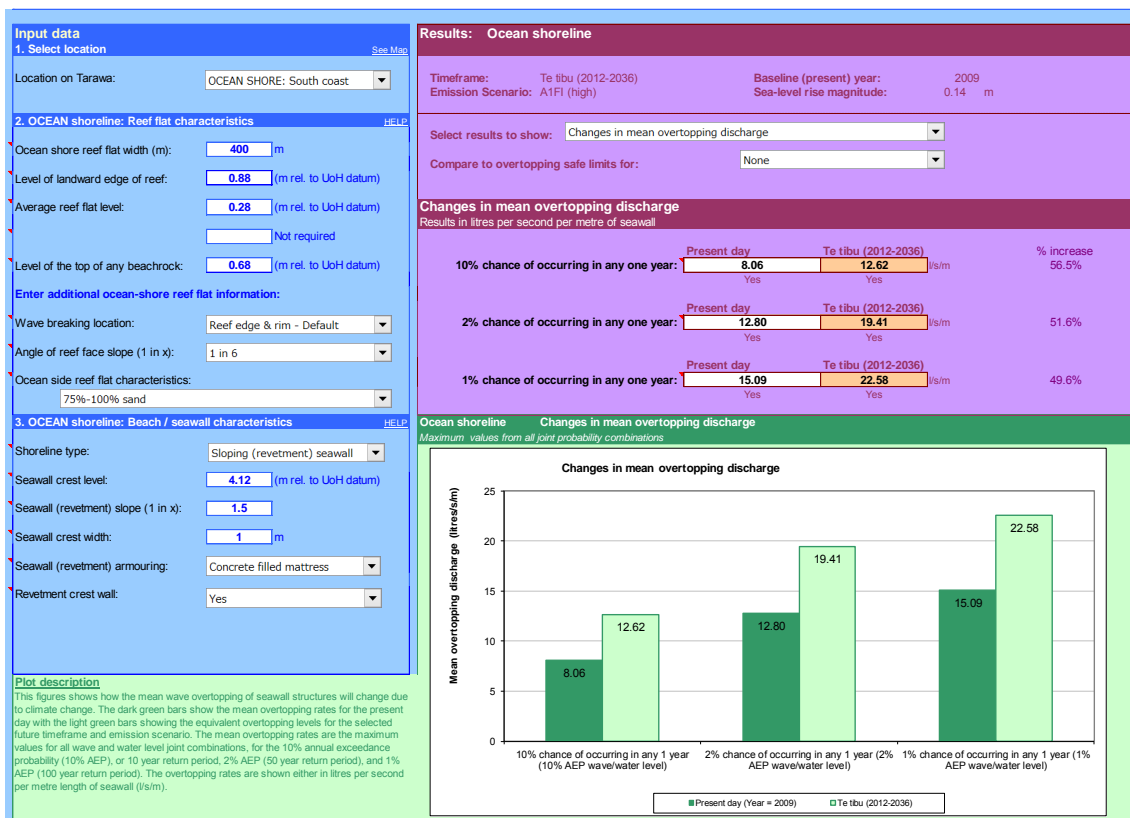 Input data
1. Select location See Map
Location on Tarawa: OCEAN SHORE: South coast
2. OCEAN shoreline: Reef flat characteristics HELP
Ocean shore reef flat width (m): 400 m
Level of landward edge of reef: 0.88 (m rel. to UoH datum)
Average reef flat level: 0.28 (m rel. to UoH datum)
Not required
Level of the top of any beachrock: 0.68 (m rel. to UoH datum)
Enter additional ocean-shore reef flat information:
Wave breaking location: Reef edge & rim - Default
Angle of reef face slope (1 in x): 1 in 6
Ocean side reef flat characteristics:
75%-100% sand
3. OCEAN shoreline: Beach / seawall characteristics HELP
Shoreline type: Sloping (revetment) seawall
Seawall crest level: 4.12 (m rel. to UoH datum)
Seawall (revetment) slope (1 in x): 1.5
Seawall crest width: 1 m
Seawall (revetment) armouring: Concrete filled mattress
Revetment crest wall: Yes
Plot description
This figures shows how the mean wave overtopping of seawall structures will change due
to climate change. The dark green bars show the mean overtopping rates for the present
day with the light green bars showing the equivalent overtopping levels for the selected
future timeframe and emission scenario. The mean overtopping rates are the maximum
values for all wave and water level joint combinations, for the 10% annual exceedance
probability (10% AEP), or 10 year return period, 2% AEP (50 year return period), and 1%
AEP (100 year return period). The overtopping rates are shown either in litres per second
per metre length of seawall (l/s/m).
Results: Ocean shoreline
Timeframe: Te tibu (2012-2036) Baseline (present) year: 2009
Emission Scenario: A1FI (high) Sea-level rise magnitude: 0.14 m
Select results to show: Changes in mean overtopping discharge
Compare to overtopping safe limits for: None
Changes in mean overtopping discharge
Results in litres per second per metre of seawall
Present day Te tibu (2012-2036) % increase
10% chance of occurring in any one year: 8.06 12.62 l/s/m 56.5%
Yes Yes
Present day Te tibu (2012-2036)
2% chance of occurring in any one year: 12.80 19.41 l/s/m 51.6%
Yes Yes
Present day Te tibu (2012-2036)
1% chance of occurring in any one year: 15.09 22.58 l/s/m 49.6%
Yes Yes
Ocean shoreline Changes in mean overtopping discharge
Maximum values from all joint probability combinations
Changes in mean overtopping discharge
Mean overtopping discharge (litres/s/m)
25
20
15
10
5
0
8.06
12.62
12.80
19.41
15.09
22.58
10% chance of occurring in any 1 year 2% chance of occurring in any 1 year (2% 1% chance of occurring in any 1 year (1%
(10% AEP wave/water level) AEP wave/water level) AEP wave/water level)
Present day (Year = 2009) Te tibu (2012-2036)